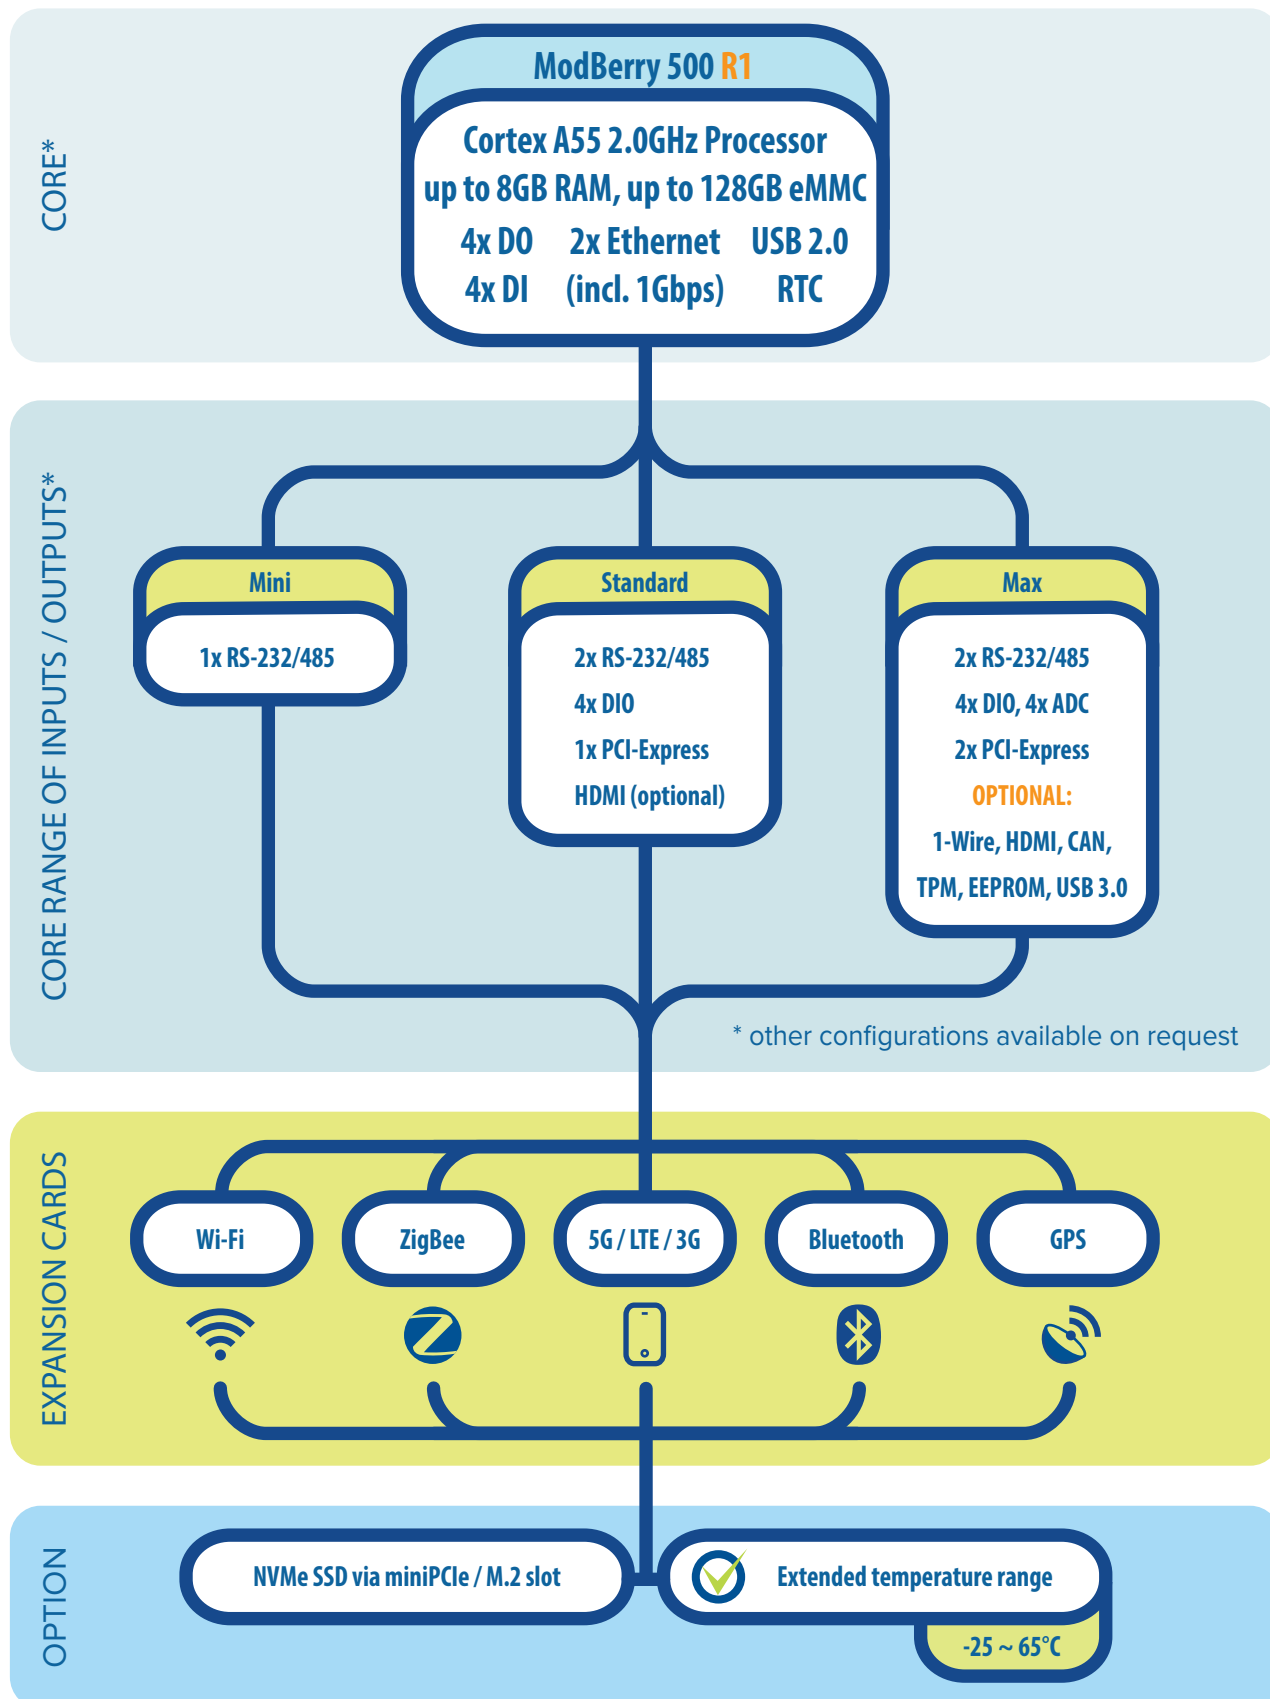 CORE*
ModBerry 500 R1
Cortex A55 2.0GHz Processor
up to 8GB RAM, up to 128GB eMMC
4x DO 2x Ethernet USB 2.0
4x DI (incl. 1Gbps) RTC
CORE RANGE OF INPUTS / OUTPUTS*
Mini
1x RS-232/485
Standard
2x RS-232/485
4x DIO
1x PCI-Express
HDMI (optional)
Max
2x RS-232/485
4x DIO, 4x ADC
2x PCI-Express
OPTIONAL:
1-Wire, HDMI, CAN,
TPM, EEPROM, USB 3.0
* other configurations available on request
EXPANSION CARDS
Wi-Fi
ZigBee
5G / LTE / 3G
Bluetooth
GPS
OPTION
NVMe SSD via miniPCIe / M.2 slot
Extended temperature range
-25 ~ 65°C